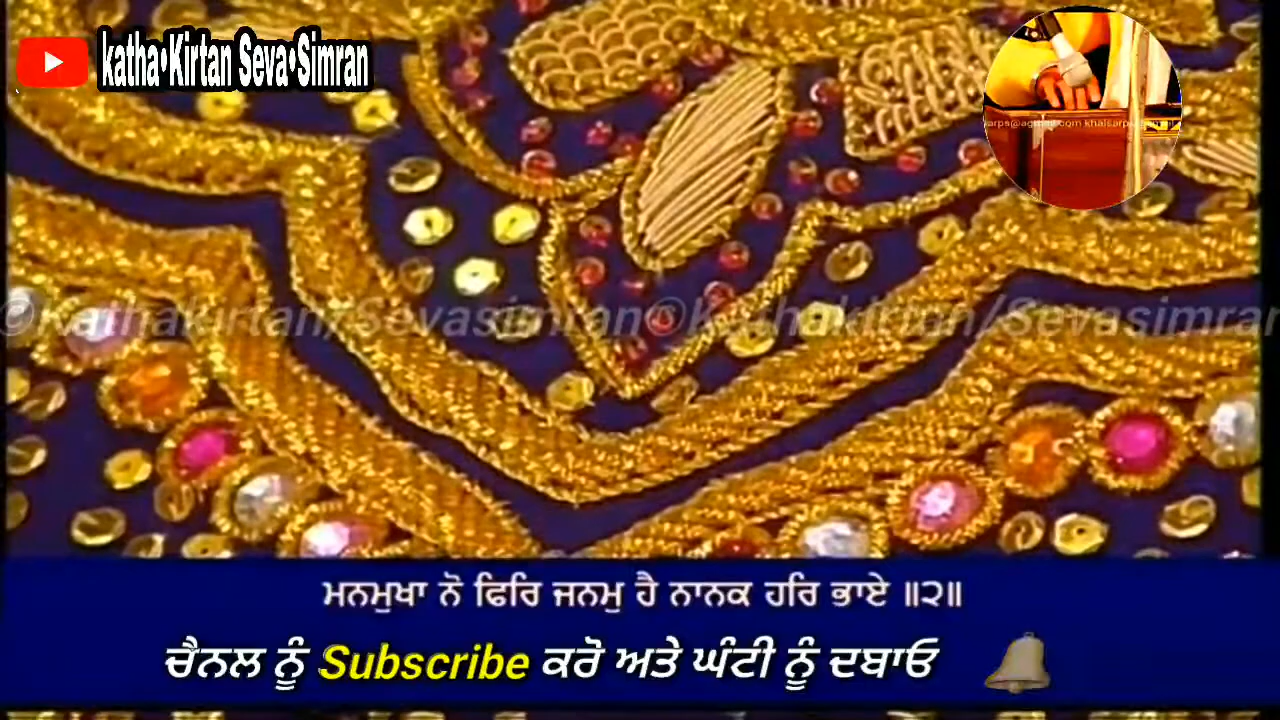 katha•Kirtan Seva•Simran
©Kathakirtan/Sevasimran©Kathakirtan/Sevasimran
ਮਨਮੁਖਾ ਨੋ ਫਿਰਿ ਜਨਮੁ ਹੈ ਨਾਨਕ ਹਰਿ ਭਾਏ ॥੨॥
ਚੈਨਲ ਨੂੰ Subscribe ਕਰੋ ਅਤੇ ਘੰਟੀ ਨੂੰ ਦਬਾਓ